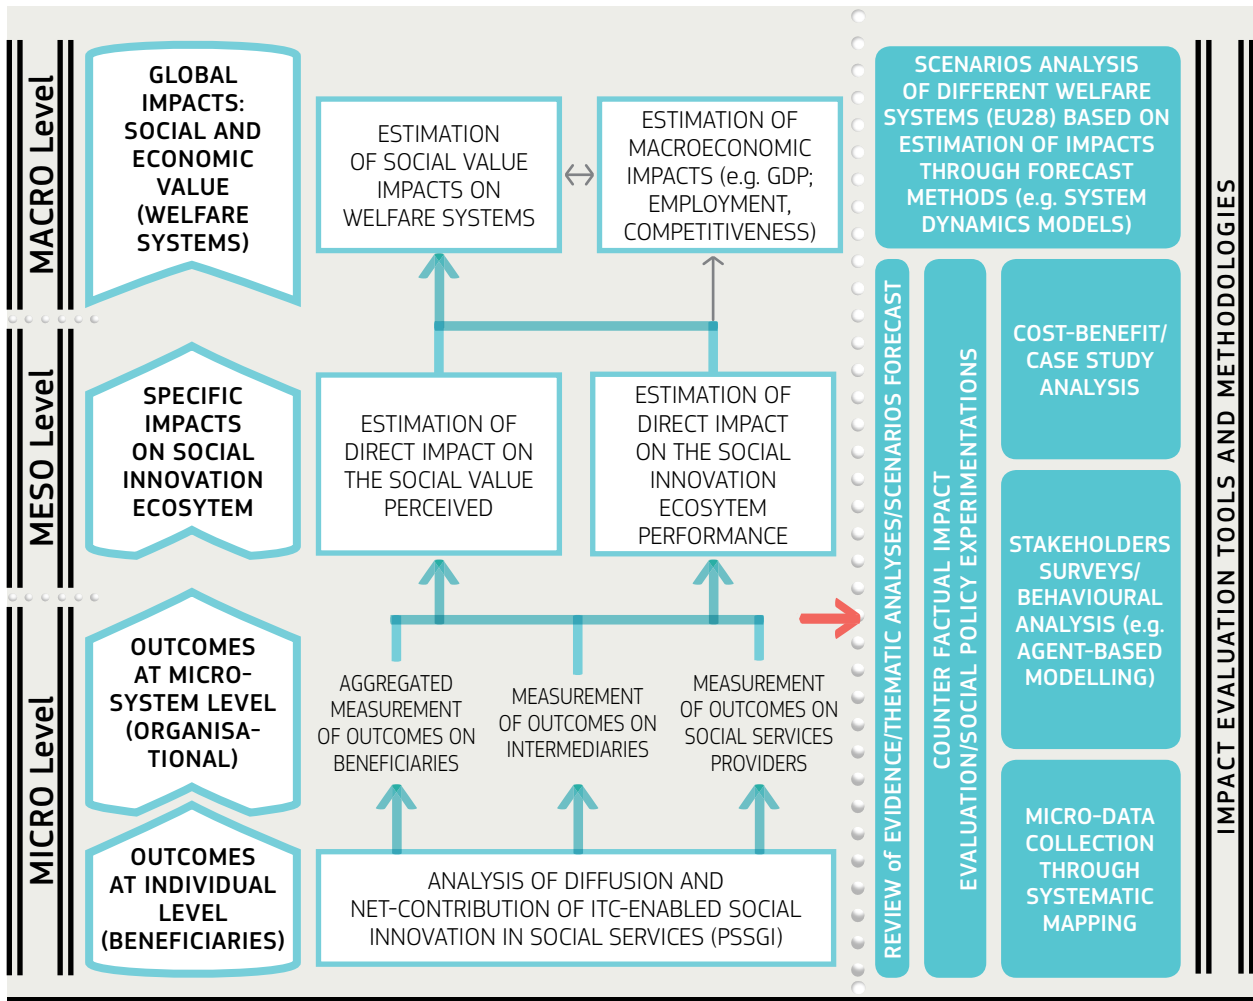 MACRO Level
GLOBAL
IMPACTS:
SOCIAL AND
ECONOMIC
VALUE
(WELFARE
SYSTEMS)
ESTIMATION
OF SOCIAL VALUE
IMPACTS ON
WELFARE SYSTEMS
ESTIMATION OF
MACROECONOMIC
IMPACTS (e.g. GDP;
EMPLOYMENT,
COMPETITIVENESS)
MESO Level
SPECIFIC
IMPACTS
ON SOCIAL
INNOVATION
ECOSYTEM
ESTIMATION OF
DIRECT IMPACT ON
THE SOCIAL VALUE
PERCEIVED
ESTIMATION OF
DIRECT IMPACT
ON THE SOCIAL
INNOVATION
ECOSYTEM
PERFORMANCE
MICRO Level
OUTCOMES
AT MICRO-
SYSTEM LEVEL
(ORGANISA-
TIONAL)
AGGREGATED
MEASUREMENT
OF OUTCOMES ON
BENEFICIARIES
MEASUREMENT
OF OUTCOMES ON
INTERMEDIARIES
MEASUREMENT
OF OUTCOMES ON
SOCIAL SERVICES
PROVIDERS
OUTCOMES
AT INDIVIDUAL
LEVEL
(BENEFICIARIES)
ANALYSIS OF DIFFUSION AND
NET-CONTRIBUTION OF ITC-ENABLED SOCIAL
INNOVATION IN SOCIAL SERVICES (PSSGI)
SCENARIOS ANALYSIS
OF DIFFERENT WELFARE
SYSTEMS (EU28) BASED ON
ESTIMATION OF IMPACTS
THROUGH FORECAST
METHODS (e.g. SYSTEM
DYNAMICS MODELS)
REVIEW of EVIDENCE/THEMATIC ANALYSES/SCENARIOS FORECAST
COUNTER FACTUAL IMPACT
EVALUATION/SOCIAL POLICY EXPERIMENTATIONS
COST-BENEFIT/
CASE STUDY
ANALYSIS
STAKEHOLDERS
SURVEYS/
BEHAVIOURAL
ANALYSIS (e.g.
AGENT-BASED
MODELLING)
MICRO-DATA
COLLECTION
THROUGH
SYSTEMATIC
MAPPING
IMPACT EVALUATION TOOLS AND METHODOLOGIES